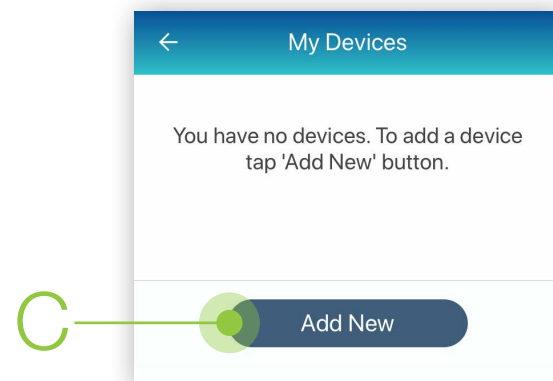 My Devices
You have no devices. To add a device
tap 'Add New' button.
C
Add New